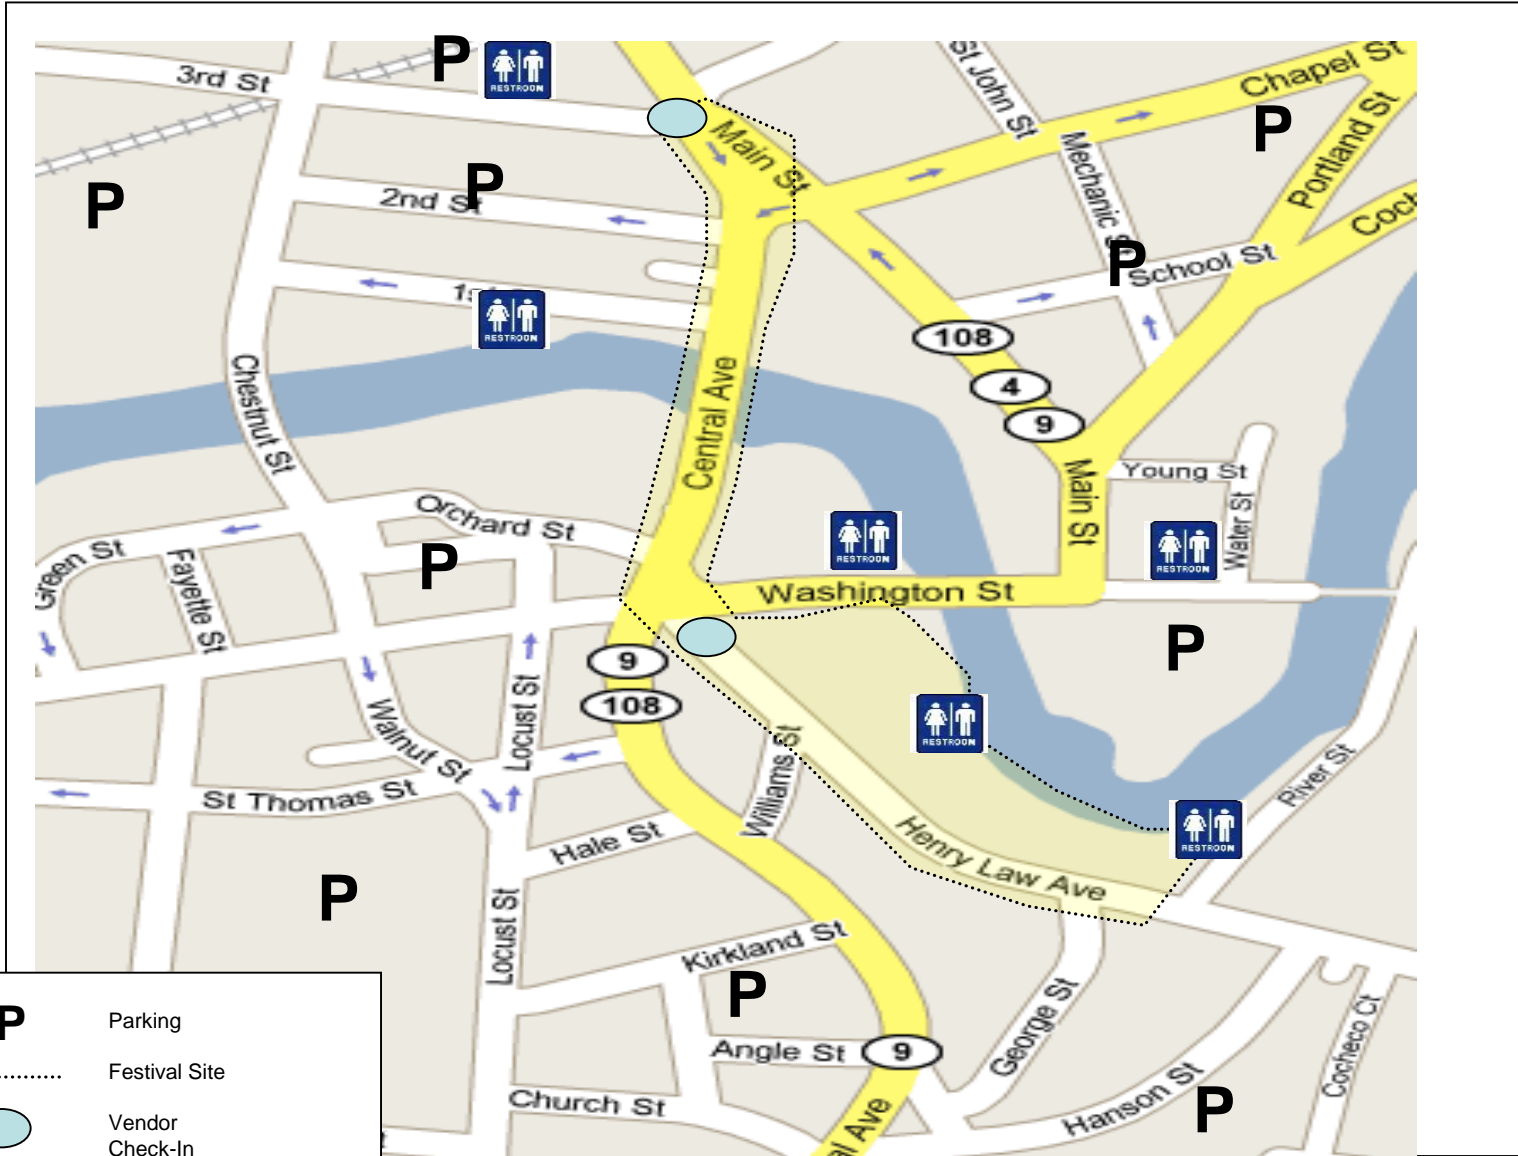 P
RESTROOM
St John St
Chapel St
3rd St
P
Main St
Portland St
P
2nd St
P
Mechanic S
Coch
P
School St
1st
RESTROOM
108
4
9
Chestnut St
Central Ave
Main St
Young St
Water St
Orchard St
RESTROOM
RESTROOM
Green St
Fayette St
P
Washington St
P
9
108
Walnut St
Locust St
RESTROOM
Williams St
River St
St Thomas St
Hale St
Henry Law Ave
RESTROOM
P
Locust St
Kirkland St
P
Angle St
9
George St
Cocheco Ct
Church St
Hanson St
P
al Ave
P Parking
Festival Site
Vendor
Check-In